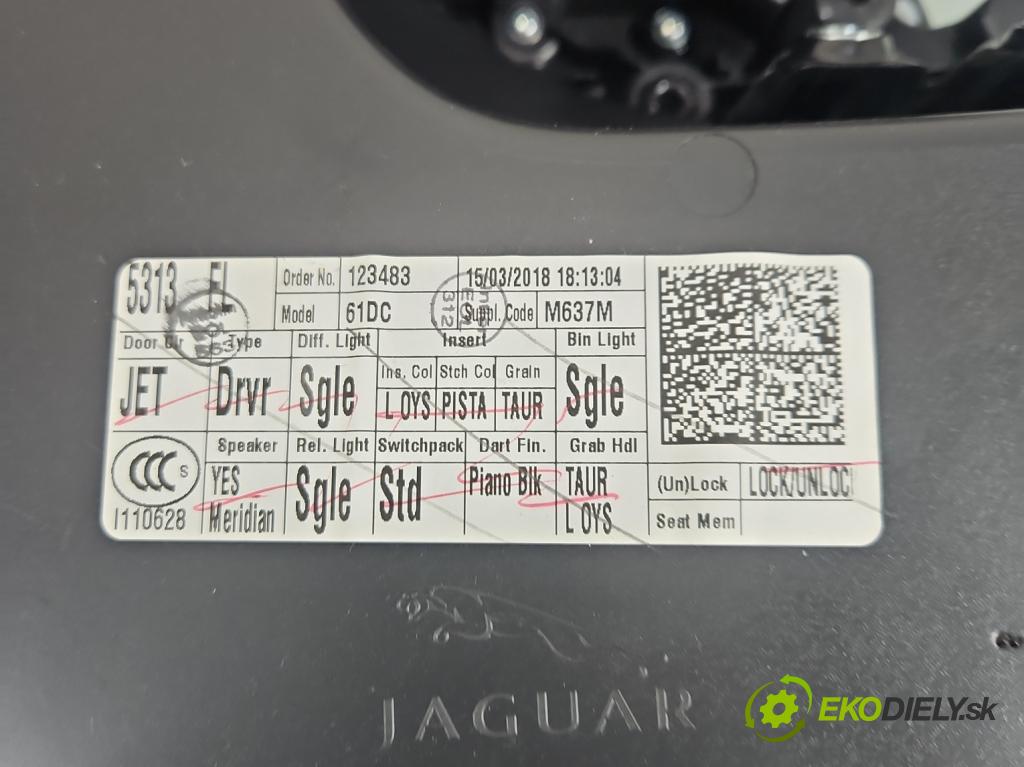 5313 FL Order No. 123483 15/03/2018 18:13:04
Model 61DC Suppl. Code M637M
Door Type Diff. Light Insert Bin Light
Ins. Col Stch Col Grain
JET Drvr Sgle L OYS PISTA TAUR Sgle
Speaker Rel. Light Switchpack Dart Fin. Grab Hdl
CCC S YES Sgle Std Piano Blk TAUR (Un)Lock LOCK/UNLOC
I110628 Meridian L OYS Seat Mem
JAGUAR
EKODIELY.sk